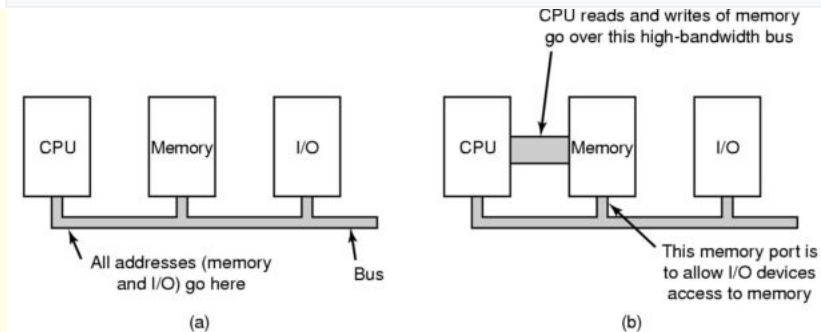 CPU reads and writes of memory
go over this high-bandwidth bus
CPU
Memory
I/O
CPU
Memory
I/O
All addresses (memory
and I/O) go here
Bus
This memory port is
to allow I/O devices
access to memory
(a)
(b)